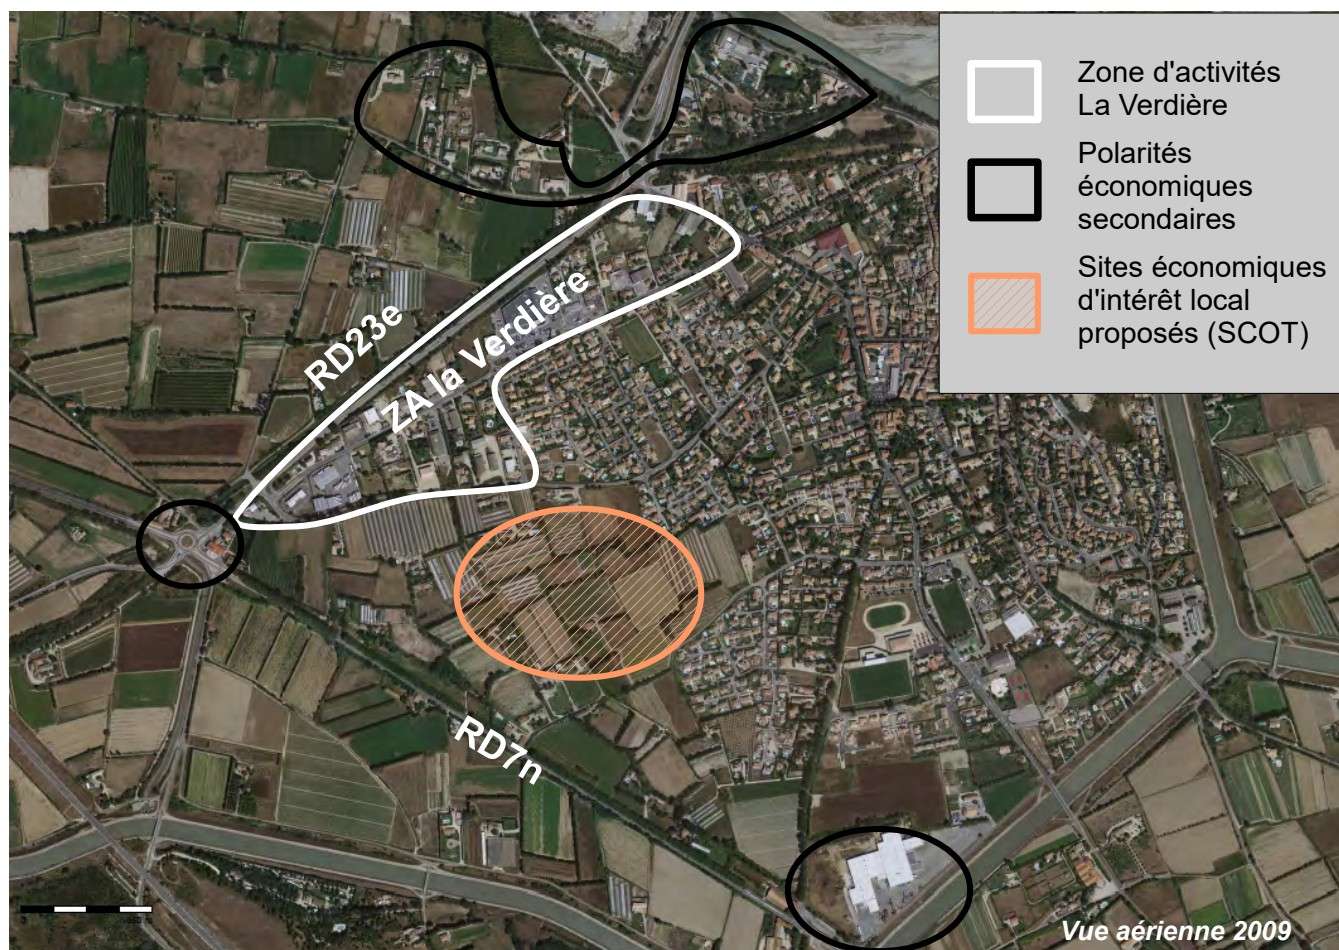 Zone d'activités
La Verdière
Polarités
économiques
secondaires
Sites économiques
d'intérêt local
proposés (SCOT)
RD23e
ZA la Verdière
RD7n
Vue aérienne 2009